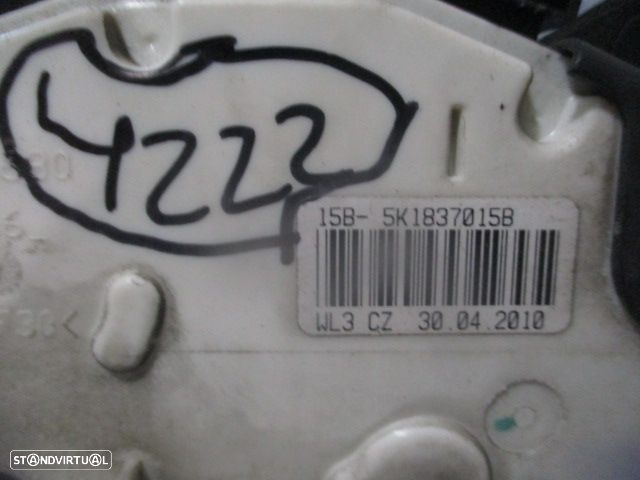 4222
15B- 5K1837015B
WL3 CZ 30.04.2010
STANDVIRTUAL